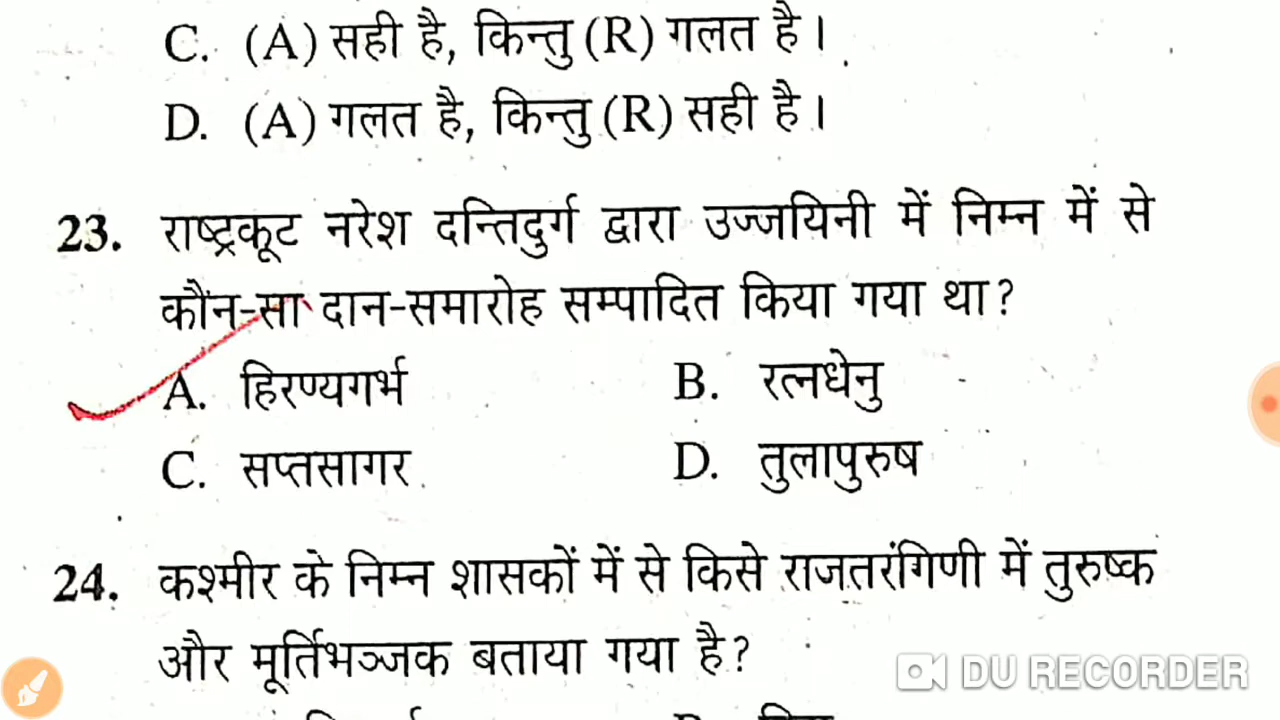 C. (A) सही है, किन्तु (R) गलत है।
D. (A) गलत है, किन्तु (R) सही है।
23. राष्ट्रकूट नरेश दन्तिदुर्ग द्वारा उज्जयिनी में निम्न में से
कौन-सा दान-समारोह सम्पादित किया गया था?
A. हिरण्यगर्भ B. रत्नधेनु
C. सप्तसागर D. तुलापुरुष
24. कश्मीर के निम्न शासकों में से किसे राजतरंगिणी में तुरुष्क
और मूर्तिभञ्जक बताया गया है?
DU RECORDER